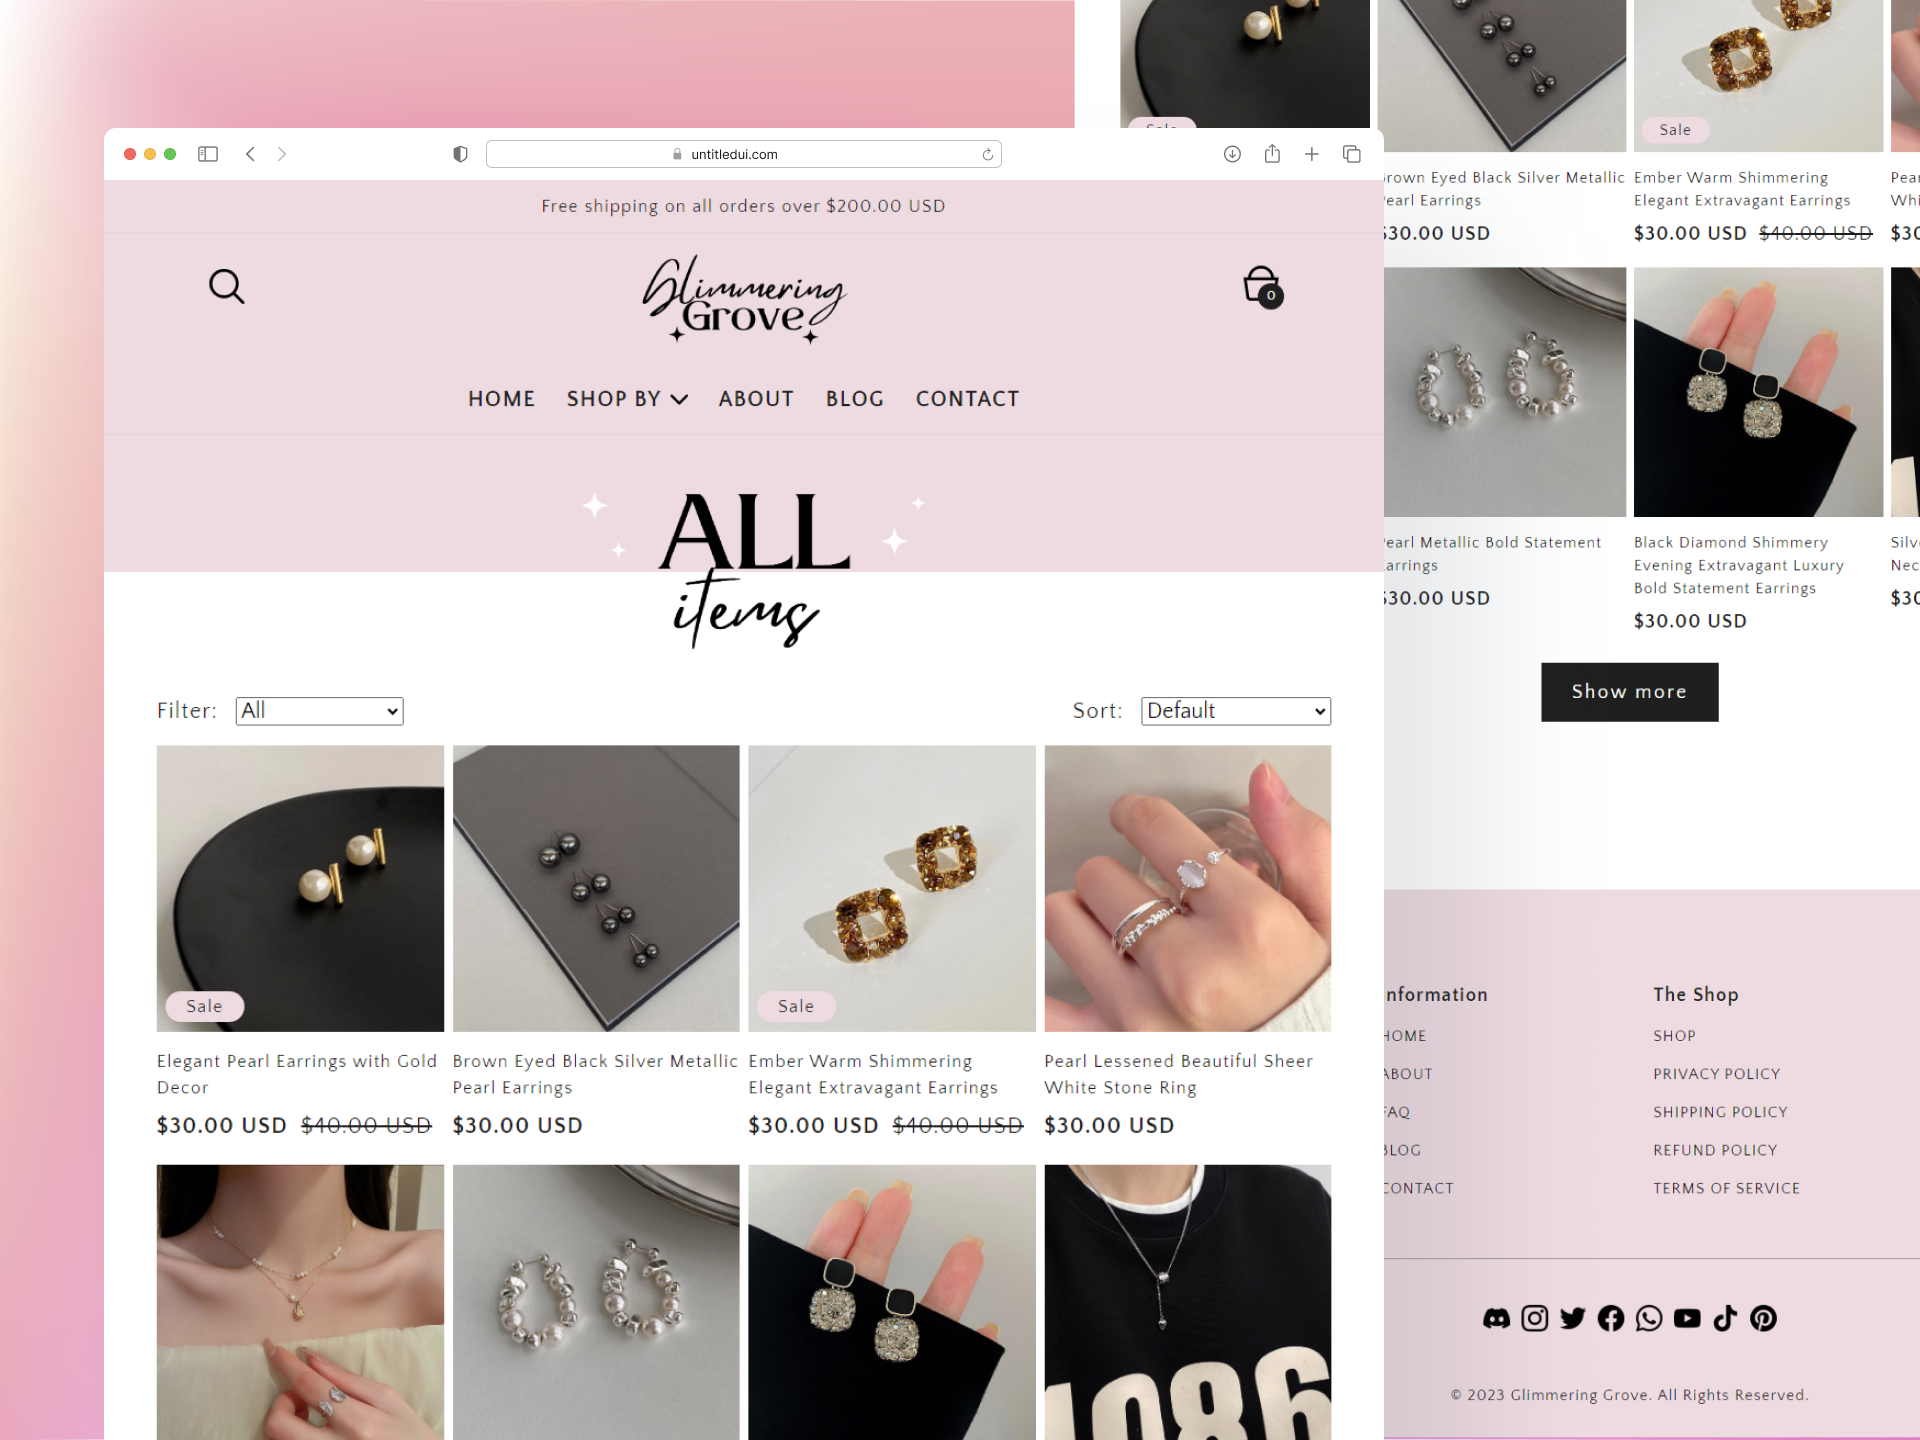 untitledui.com
Free shipping on all orders over $200.00 USD
Glimmering
Grove
0
HOME SHOP BY ABOUT BLOG CONTACT
ALL
items
Filter: All
Sort: Default
Sale
Elegant Pearl Earrings with Gold
Decor
$30.00 USD $40.00 USD
Brown Eyed Black Silver Metallic
Pearl Earrings
$30.00 USD
Sale
Ember Warm Shimmering
Elegant Extravagant Earrings
$30.00 USD $40.00 USD
Pearl Lessened Beautiful Sheer
White Stone Ring
$30.00 USD
1986
Sale
Sale
Brown Eyed Black Silver Metallic
Pearl Earrings
$30.00 USD
Ember Warm Shimmering
Elegant Extravagant Earrings
$30.00 USD $40.00 USD
Pear
Whi
$30
Pearl Metallic Bold Statement
Earrings
$30.00 USD
Black Diamond Shimmery
Evening Extravagant Luxury
Bold Statement Earrings
$30.00 USD
Silv
Nec
$30
Show more
Information
HOME
ABOUT
FAQ
BLOG
CONTACT
The Shop
SHOP
PRIVACY POLICY
SHIPPING POLICY
REFUND POLICY
TERMS OF SERVICE
© 2023 Glimmering Grove. All Rights Reserved.